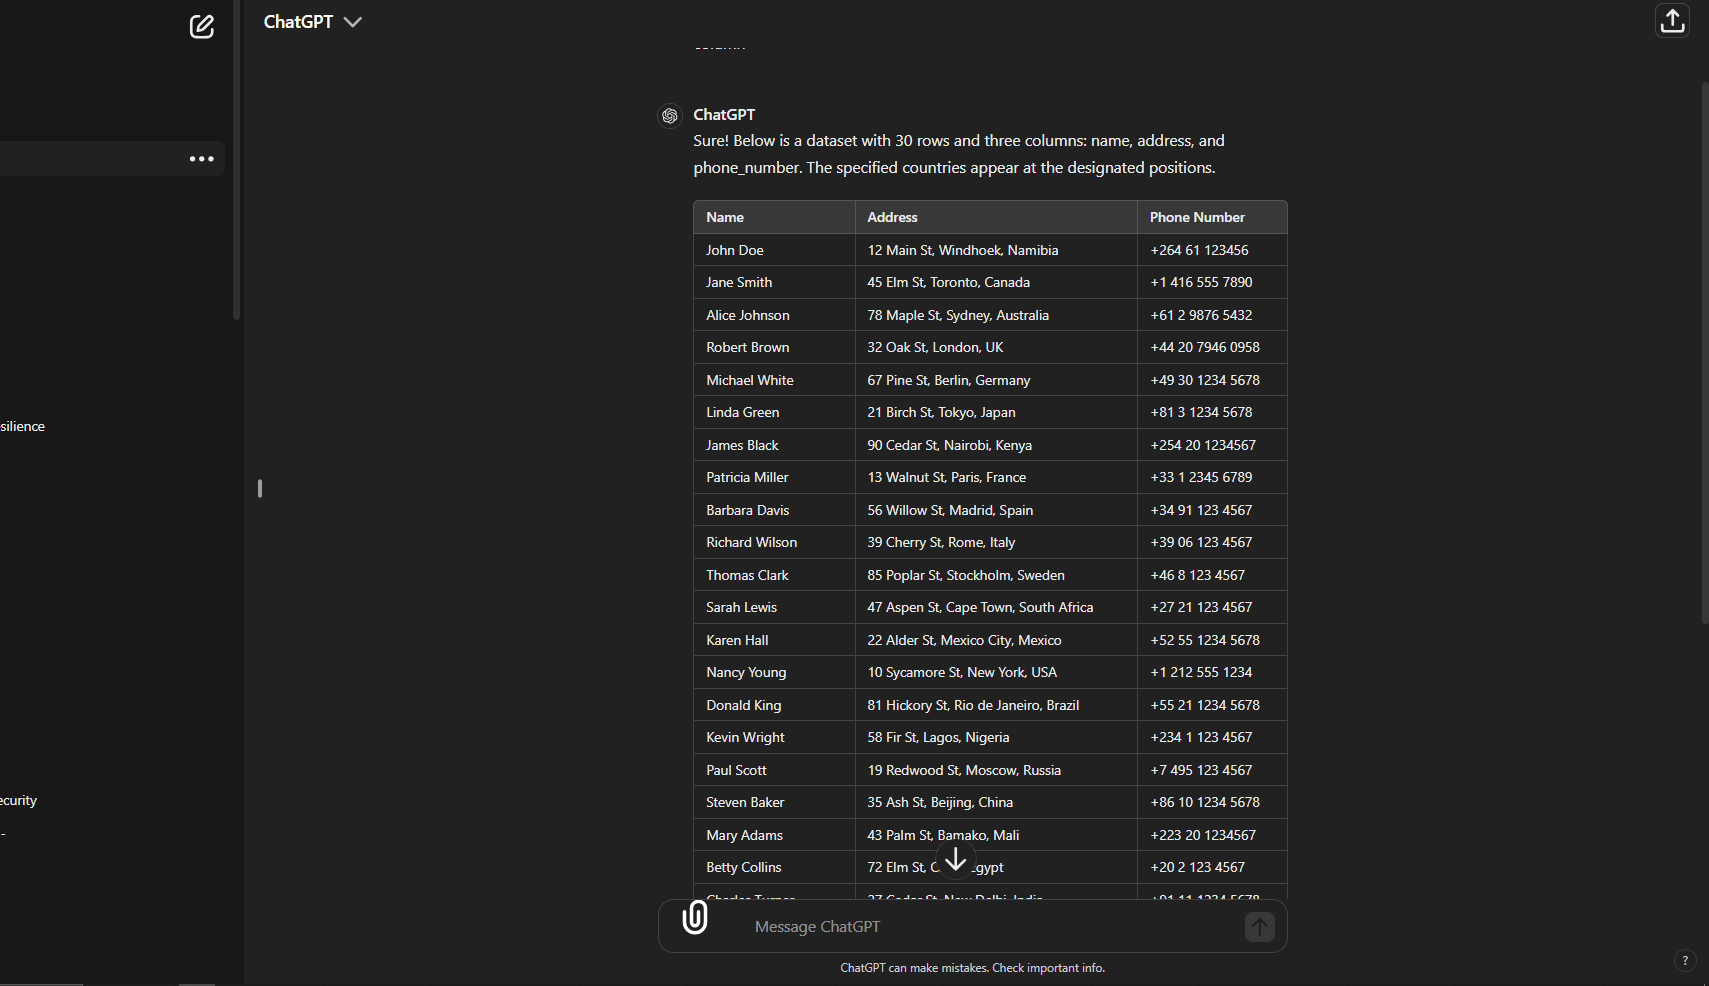 ChatGPT
column
ChatGPT
Sure! Below is a dataset with 30 rows and three columns: name, address, and
phone_number. The specified countries appear at the designated positions.
Name Address Phone Number
John Doe 12 Main St, Windhoek, Namibia +264 61 123456
Jane Smith 45 Elm St, Toronto, Canada +1 416 555 7890
Alice Johnson 78 Maple St, Sydney, Australia +61 2 9876 5432
Robert Brown 32 Oak St, London, UK +44 20 7946 0958
Michael White 67 Pine St, Berlin, Germany +49 30 1234 5678
Linda Green 21 Birch St, Tokyo, Japan +81 3 1234 5678
James Black 90 Cedar St, Nairobi, Kenya +254 20 1234567
silience
Patricia Miller 13 Walnut St, Paris, France +33 1 2345 6789
Barbara Davis 56 Willow St, Madrid, Spain +34 91 123 4567
Richard Wilson 39 Cherry St, Rome, Italy +39 06 123 4567
Thomas Clark 85 Poplar St, Stockholm, Sweden +46 8 123 4567
Sarah Lewis 47 Aspen St, Cape Town, South Africa +27 21 123 4567
Karen Hall 22 Alder St, Mexico City, Mexico +52 55 1234 5678
Nancy Young 10 Sycamore St, New York, USA +1 212 555 1234
Donald King 81 Hickory St, Rio de Janeiro, Brazil +55 21 1234 5678
Kevin Wright 58 Fir St, Lagos, Nigeria +234 1 123 4567
Paul Scott 19 Redwood St, Moscow, Russia +7 495 123 4567
Steven Baker 35 Ash St, Beijing, China +86 10 1234 5678
ecurity
-
Mary Adams 43 Palm St, Bamako, Mali +223 20 1234567
Betty Collins 72 Elm St, Egypt +20 2 123 4567
Charles Turner 27 Cedar St, New Delhi, India +91 11 1234 5678
Message ChatGPT
ChatGPT can make mistakes. Check important info.
?